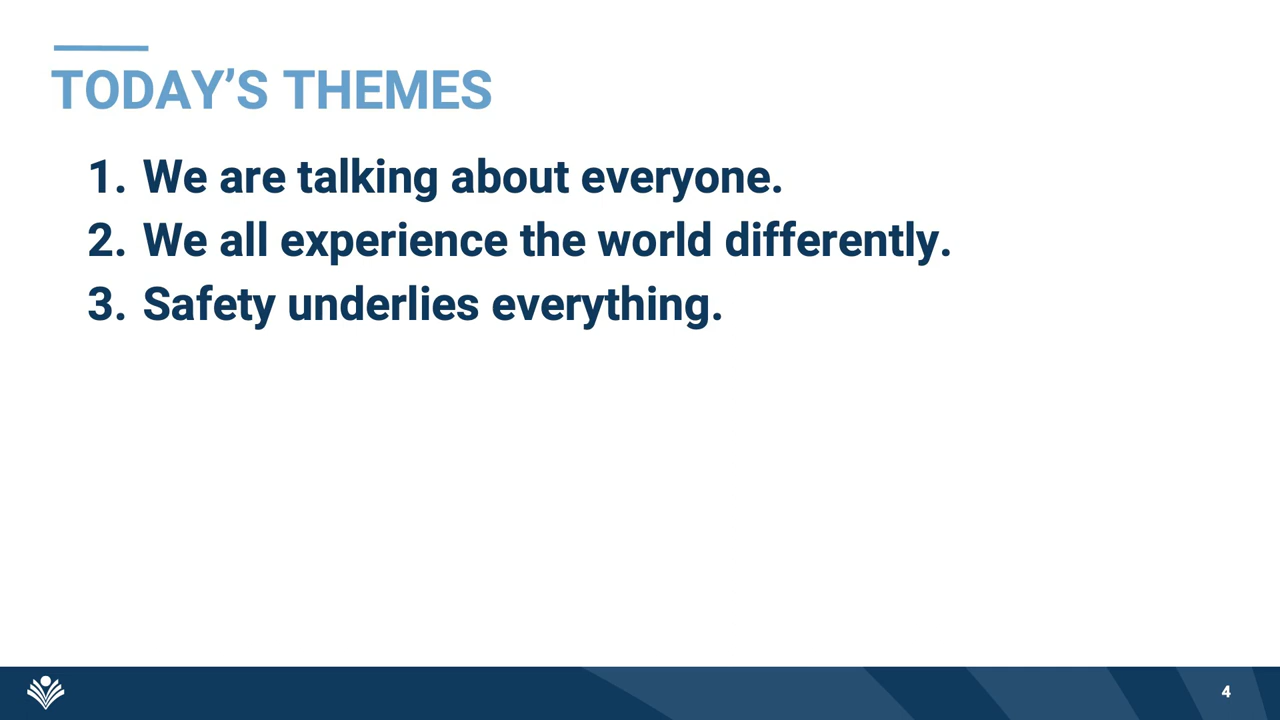 TODAY’S THEMES
1. We are talking about everyone.
2. We all experience the world differently.
3. Safety underlies everything.
4